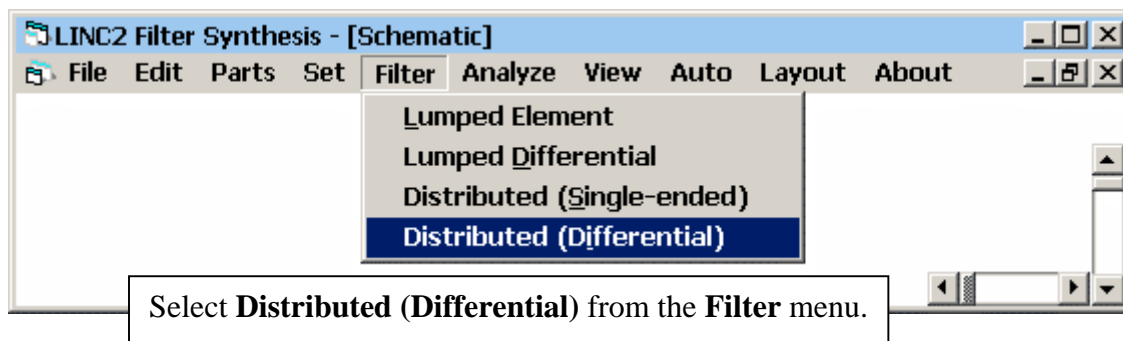 LINC2 Filter Synthesis - [Schematic]
File Edit Parts Set Filter Analyze View Auto Layout About
Lumped Element
Lumped Differential
Distributed (Single-ended)
Distributed (Differential)
Select Distributed (Differential) from the Filter menu.